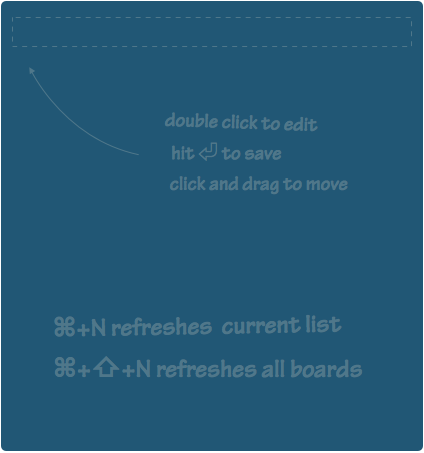 double click to edit
hit ⏎ to save
click and drag to move
⌘+N refreshes current list
⌘+⇧+N refreshes all boards